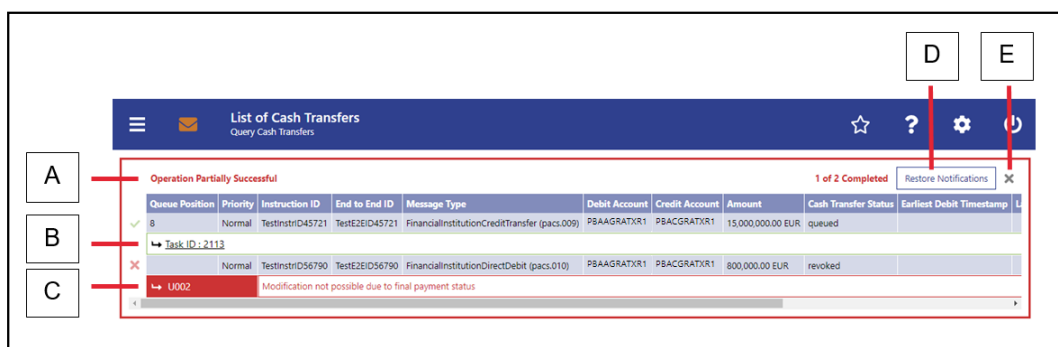 D E
List of Cash Transfers
Query Cash Transfers
?
A
Operation Partially Successful 1 of 2 Completed Restore Notifications
Queue Position Priority Instruction ID End to End ID Message Type Debit Account Credit Account Amount Cash Transfer Status Earliest Debit Timestamp
8 Normal TestInstrID45721 TestE2EID45721 FinancialInstitutionCreditTransfer (pacs.009) PBAAGRATXR1 PBACGRATXR1 15,000,000.00 EUR queued
B
Task ID : 2113
Normal TestInstrID56790 TestE2EID56790 FinancialInstitutionDirectDebit (pacs.010) PBAAGRATXR1 PBACGRATXR1 800,000.00 EUR revoked
C
U002 Modification not possible due to final payment status